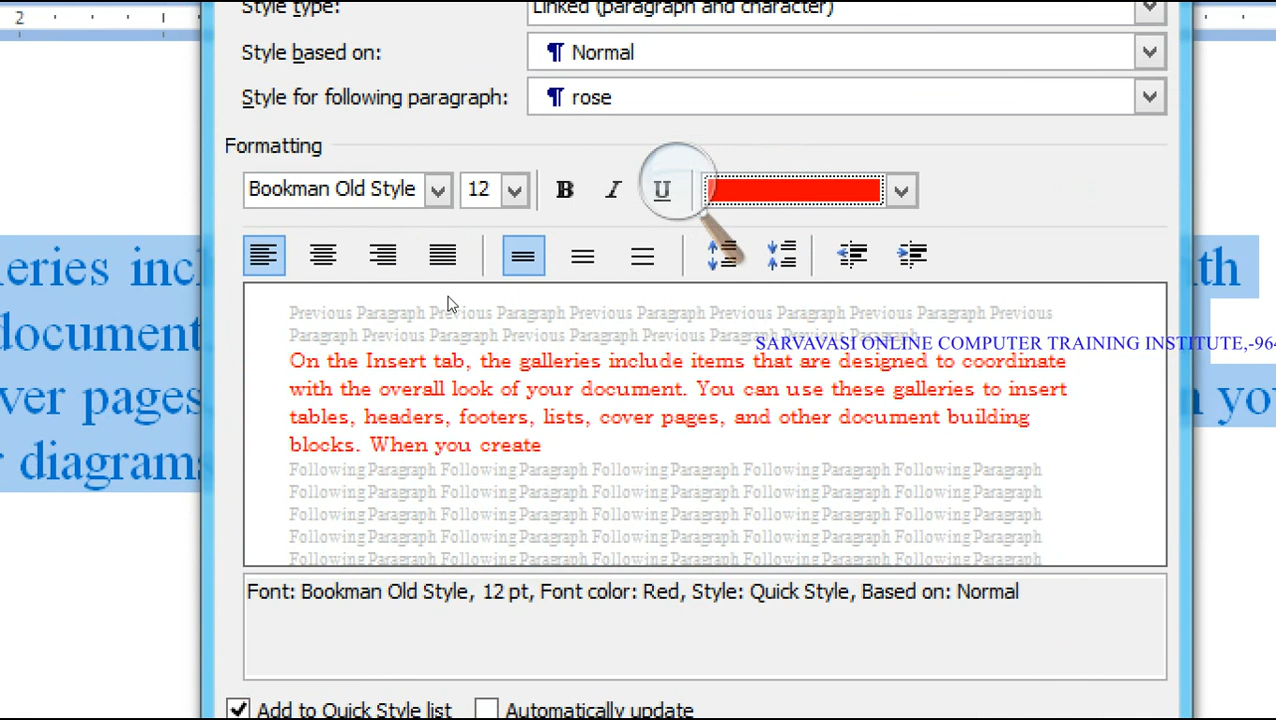 2 1
Style type: Linked (paragraph and character)
Style based on: ¶ Normal
Style for following paragraph: ¶ rose
Formatting
Bookman Old Style 12 B I U
Previous Paragraph Previous Paragraph Previous Paragraph Previous Paragraph Previous Paragraph Previous
Paragraph Previous Paragraph Previous Paragraph Previous Paragraph Previous Paragraph
SARVAVASI ONLINE COMPUTER TRAINING INSTITUTE,-964
On the Insert tab, the galleries include items that are designed to coordinate
with the overall look of your document. You can use these galleries to insert
tables, headers, footers, lists, cover pages, and other document building
blocks. When you create
Following Paragraph Following Paragraph Following Paragraph Following Paragraph Following Paragraph
Following Paragraph Following Paragraph Following Paragraph Following Paragraph Following Paragraph
Following Paragraph Following Paragraph Following Paragraph Following Paragraph Following Paragraph
Following Paragraph Following Paragraph Following Paragraph Following Paragraph Following Paragraph
Following Paragraph Following Paragraph Following Paragraph Following Paragraph Following Paragraph
Font: Bookman Old Style, 12 pt, Font color: Red, Style: Quick Style, Based on: Normal
Add to Quick Style list Automatically update
leries incl
document
ver pages
r diagrams
ith
n you